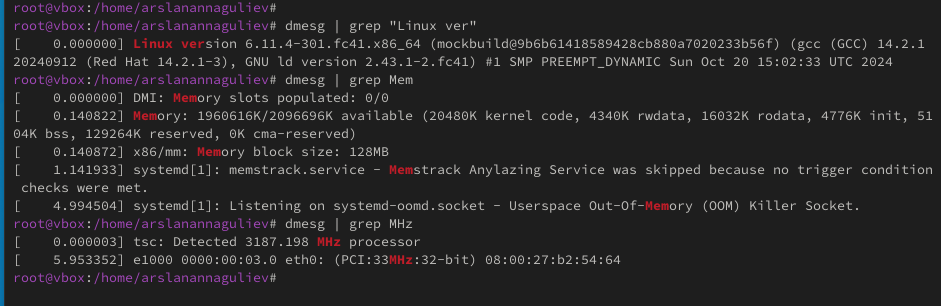 root@vbox:/home/arslanannaguliev#
root@vbox:/home/arslanannaguliev# dmesg | grep "Linux ver"
[    0.000000] Linux version 6.11.4-301.fc41.x86_64 (mockbuild@9b6b61418589428cb880a7020233b56f) (gcc (GCC) 14.2.1
20240912 (Red Hat 14.2.1-3), GNU ld version 2.43.1-2.fc41) #1 SMP PREEMPT_DYNAMIC Sun Oct 20 15:02:33 UTC 2024
root@vbox:/home/arslanannaguliev# dmesg | grep Mem
[    0.000000] DMI: Memory slots populated: 0/0
[    0.140822] Memory: 1960616K/2096696K available (20480K kernel code, 4340K rwdata, 16032K rodata, 4776K init, 51
04K bss, 129264K reserved, 0K cma-reserved)
[    0.140872] x86/mm: Memory block size: 128MB
[    1.141933] systemd[1]: memstrack.service - Memstrack Anylazing Service was skipped because no trigger condition
 checks were met.
[    4.994504] systemd[1]: Listening on systemd-oomd.socket - Userspace Out-Of-Memory (OOM) Killer Socket.
root@vbox:/home/arslanannaguliev# dmesg | grep MHz
[    0.000003] tsc: Detected 3187.198 MHz processor
[    5.953352] e1000 0000:00:03.0 eth0: (PCI:33MHz:32-bit) 08:00:27:b2:54:64
root@vbox:/home/arslanannaguliev#